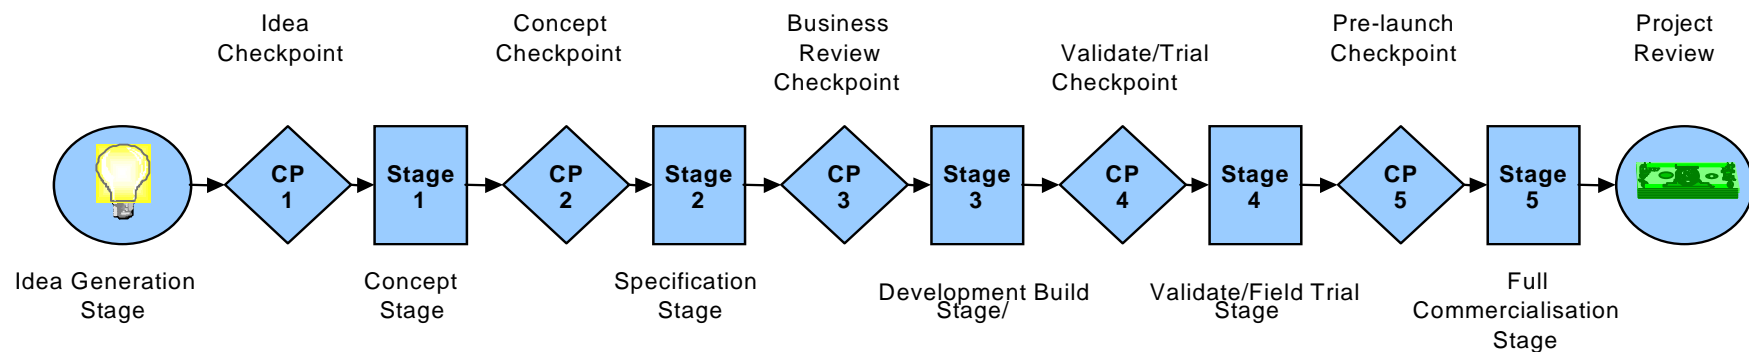 Idea
Checkpoint
Concept
Checkpoint
Business
Review
Checkpoint
Validate/Trial
Checkpoint
Pre-launch
Checkpoint
Project
Review
CP
1
Stage
1
CP
2
Stage
2
CP
3
Stage
3
CP
4
Stage
4
CP
5
Stage
5
Idea Generation
Stage
Concept
Stage
Specification
Stage
Development Build
Stage/
Validate/Field Trial
Stage
Full
Commercialisation
Stage